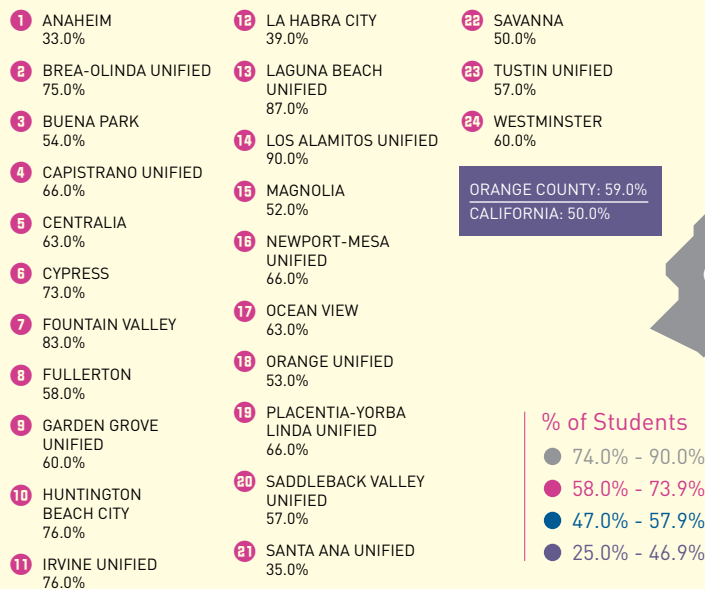 1 ANAHEIM
33.0%
2 BREA-OLINDA UNIFIED
75.0%
3 BUENA PARK
54.0%
4 CAPISTRANO UNIFIED
66.0%
5 CENTRALIA
63.0%
6 CYPRESS
73.0%
7 FOUNTAIN VALLEY
83.0%
8 FULLERTON
58.0%
9 GARDEN GROVE
UNIFIED
60.0%
10 HUNTINGTON
BEACH CITY
76.0%
11 IRVINE UNIFIED
76.0%
12 LA HABRA CITY
39.0%
13 LAGUNA BEACH
UNIFIED
87.0%
14 LOS ALAMITOS UNIFIED
90.0%
15 MAGNOLIA
52.0%
16 NEWPORT-MESA
UNIFIED
66.0%
17 OCEAN VIEW
63.0%
18 ORANGE UNIFIED
53.0%
19 PLACENTIA-YORBA
LINDA UNIFIED
66.0%
20 SADDLEBACK VALLEY
UNIFIED
57.0%
21 SANTA ANA UNIFIED
35.0%
22 SAVANNA
50.0%
23 TUSTIN UNIFIED
57.0%
24 WESTMINSTER
60.0%
ORANGE COUNTY: 59.0%
CALIFORNIA: 50.0%
% of Students
74.0% - 90.0%
58.0% - 73.9%
47.0% - 57.9%
25.0% - 46.9%